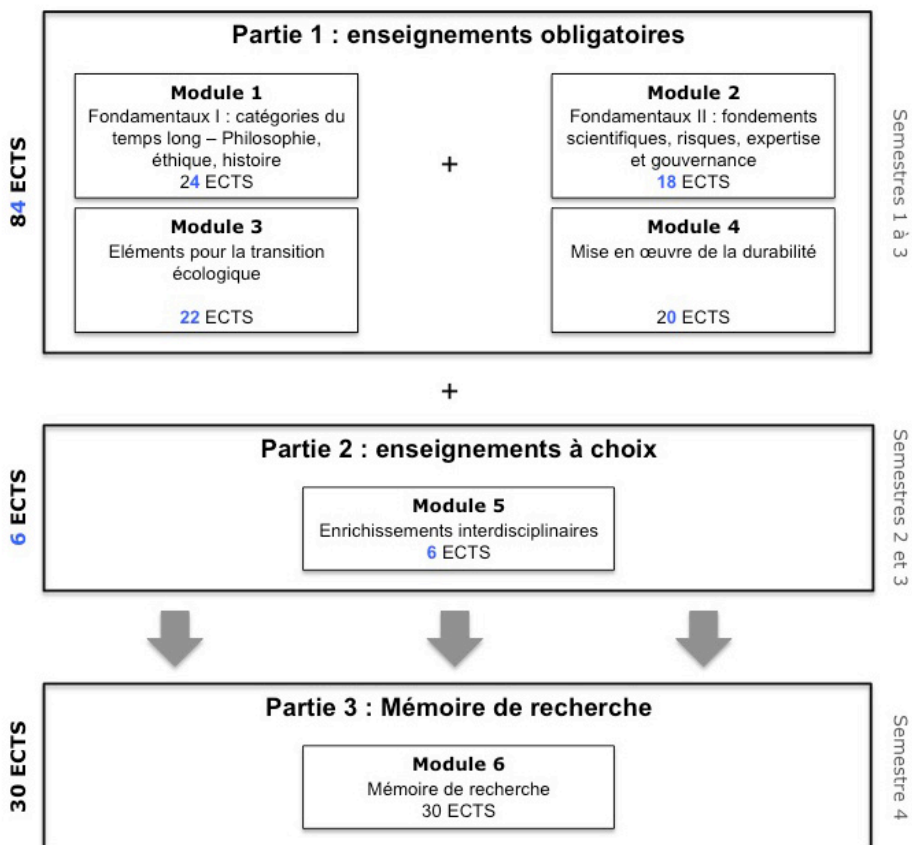 Partie 1 : enseignements obligatoires
84 ECTS
Semestres 1 à 3
Module 1
Fondamentaux I : catégories du
temps long – Philosophie,
éthique, histoire
24 ECTS
+
Module 2
Fondamentaux II : fondements
scientifiques, risques, expertise
et gouvernance
18 ECTS
Module 3
Eléments pour la transition
écologique
22 ECTS
Module 4
Mise en œuvre de la durabilité
20 ECTS
+
Partie 2 : enseignements à choix
6 ECTS
Semestres 2 et 3
Module 5
Enrichissements interdisciplinaires
6 ECTS
Partie 3 : Mémoire de recherche
30 ECTS
Semestre 4
Module 6
Mémoire de recherche
30 ECTS